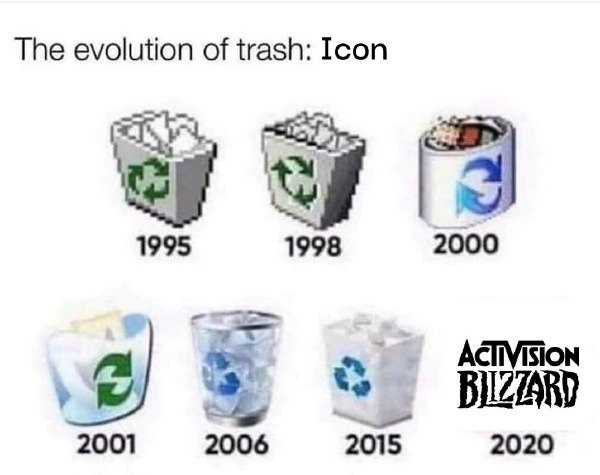 The evolution of trash: Icon
1995 1998 2000
ACTIVISION
BLIZZARD
2001 2006 2015 2020